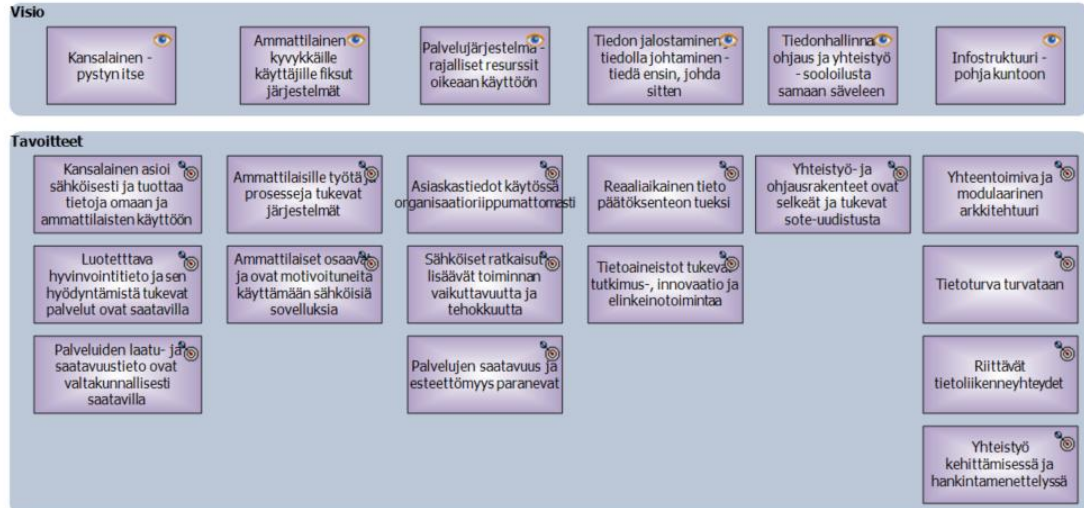 Visio
Kansalainen -
pystyn itse
Ammattilainen
kyvykkäille
käyttäjille fiksut
järjestelmät
Palvelujärjestelmä -
rajalliset resurssit
oikeaan käyttöön
Tiedon jalostaminen
tiedolla johtaminen -
tiedä ensin, johda
sitten
Tiedonhallinnan
ohjaus ja yhteistyö
- sooloilusta
samaan säveleen
Infostruktuuri -
pohja kuntoon
Tavoitteet
Kansalainen asioi
sähköisesti ja tuottaa
tietoja omaan ja
ammattilaisten käyttöön
Ammattilaisille työtä ja
prosesseja tukevat
järjestelmät
Asiaskastiedot käytössä
organisaatioriippumattomasti
Reaaliaikainen tieto
päätöksenteon tueksi
Yhteistyö- ja
ohjausrakenteet ovat
selkeät ja tukevat
sote-uudistusta
Yhteentoimiva ja
modulaarinen
arkkitehtuuri
Luotetttava
hyvinvointitieto ja sen
hyödyntämistä tukevat
palvelut ovat saatavilla
Ammattilaiset osaavat
ja ovat motivoituneita
käyttämään sähköisiä
sovelluksia
Sähköiset ratkaisut
lisäävät toiminnan
vaikuttavuutta ja
tehokkuutta
Tietoaineistot tukevat
tutkimus-, innovaatio ja
elinkeinotoimintaa
Tietoturva turvataan
Palveluiden laatu- ja
saatavuustieto ovat
valtakunnallisesti
saatavilla
Palvelujen saatavuus ja
esteettömyys paranevat
Riittävät
tietoliikenneyhteydet
Yhteistyö
kehittämisessä ja
hankintamenettelyssä